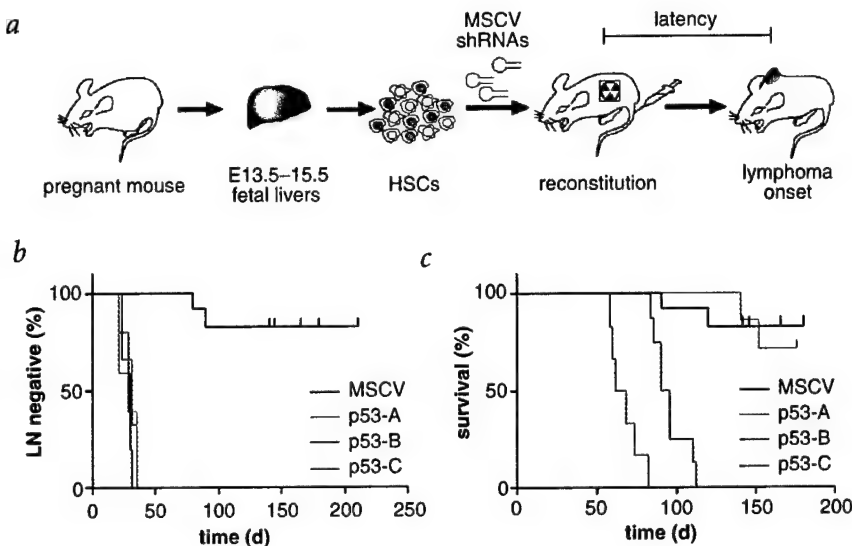 a
MSCV
shRNAs
latency
pregnant mouse
E13.5–15.5
fetal livers
HSCs
reconstitution
lymphoma
onset
b
LN negative (%)
100
50
0
0
50
100
150
200
250
time (d)
MSCV
p53-A
p53-B
p53-C
c
survival (%)
100
50
0
0
50
100
150
200
time (d)
MSCV
p53-A
p53-B
p53-C